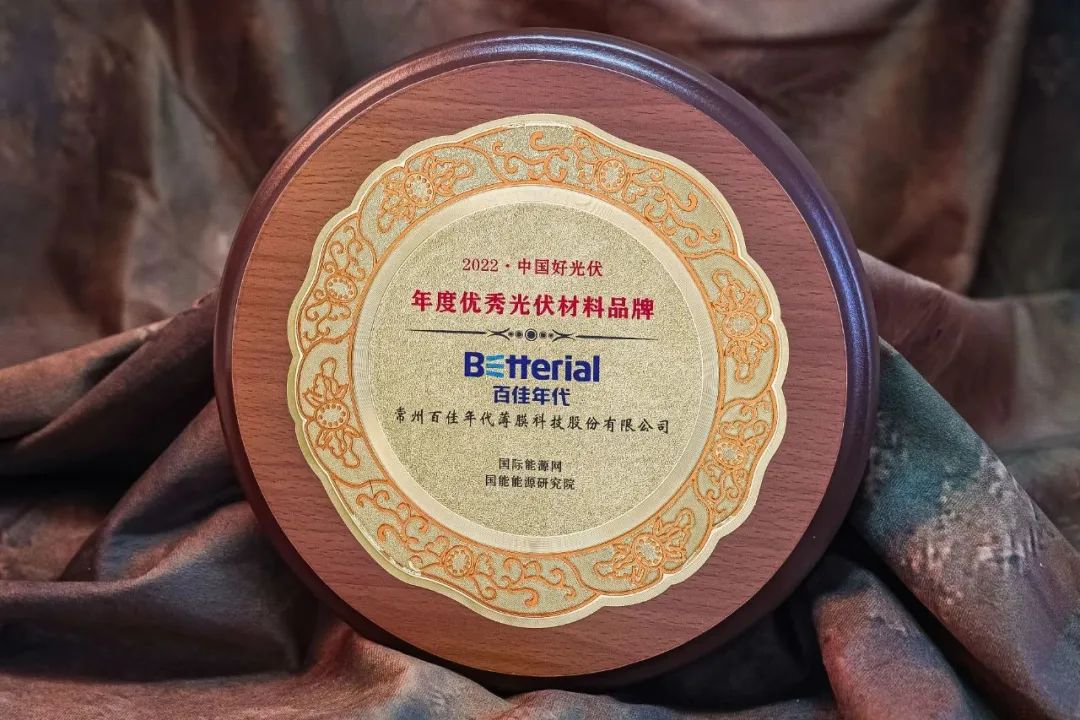 2022·中国好光伏
年度优秀光伏材料品牌
Betterial
百佳年代
常州百佳年代薄膜科技股份有限公司
国际能源网
国能能源研究院